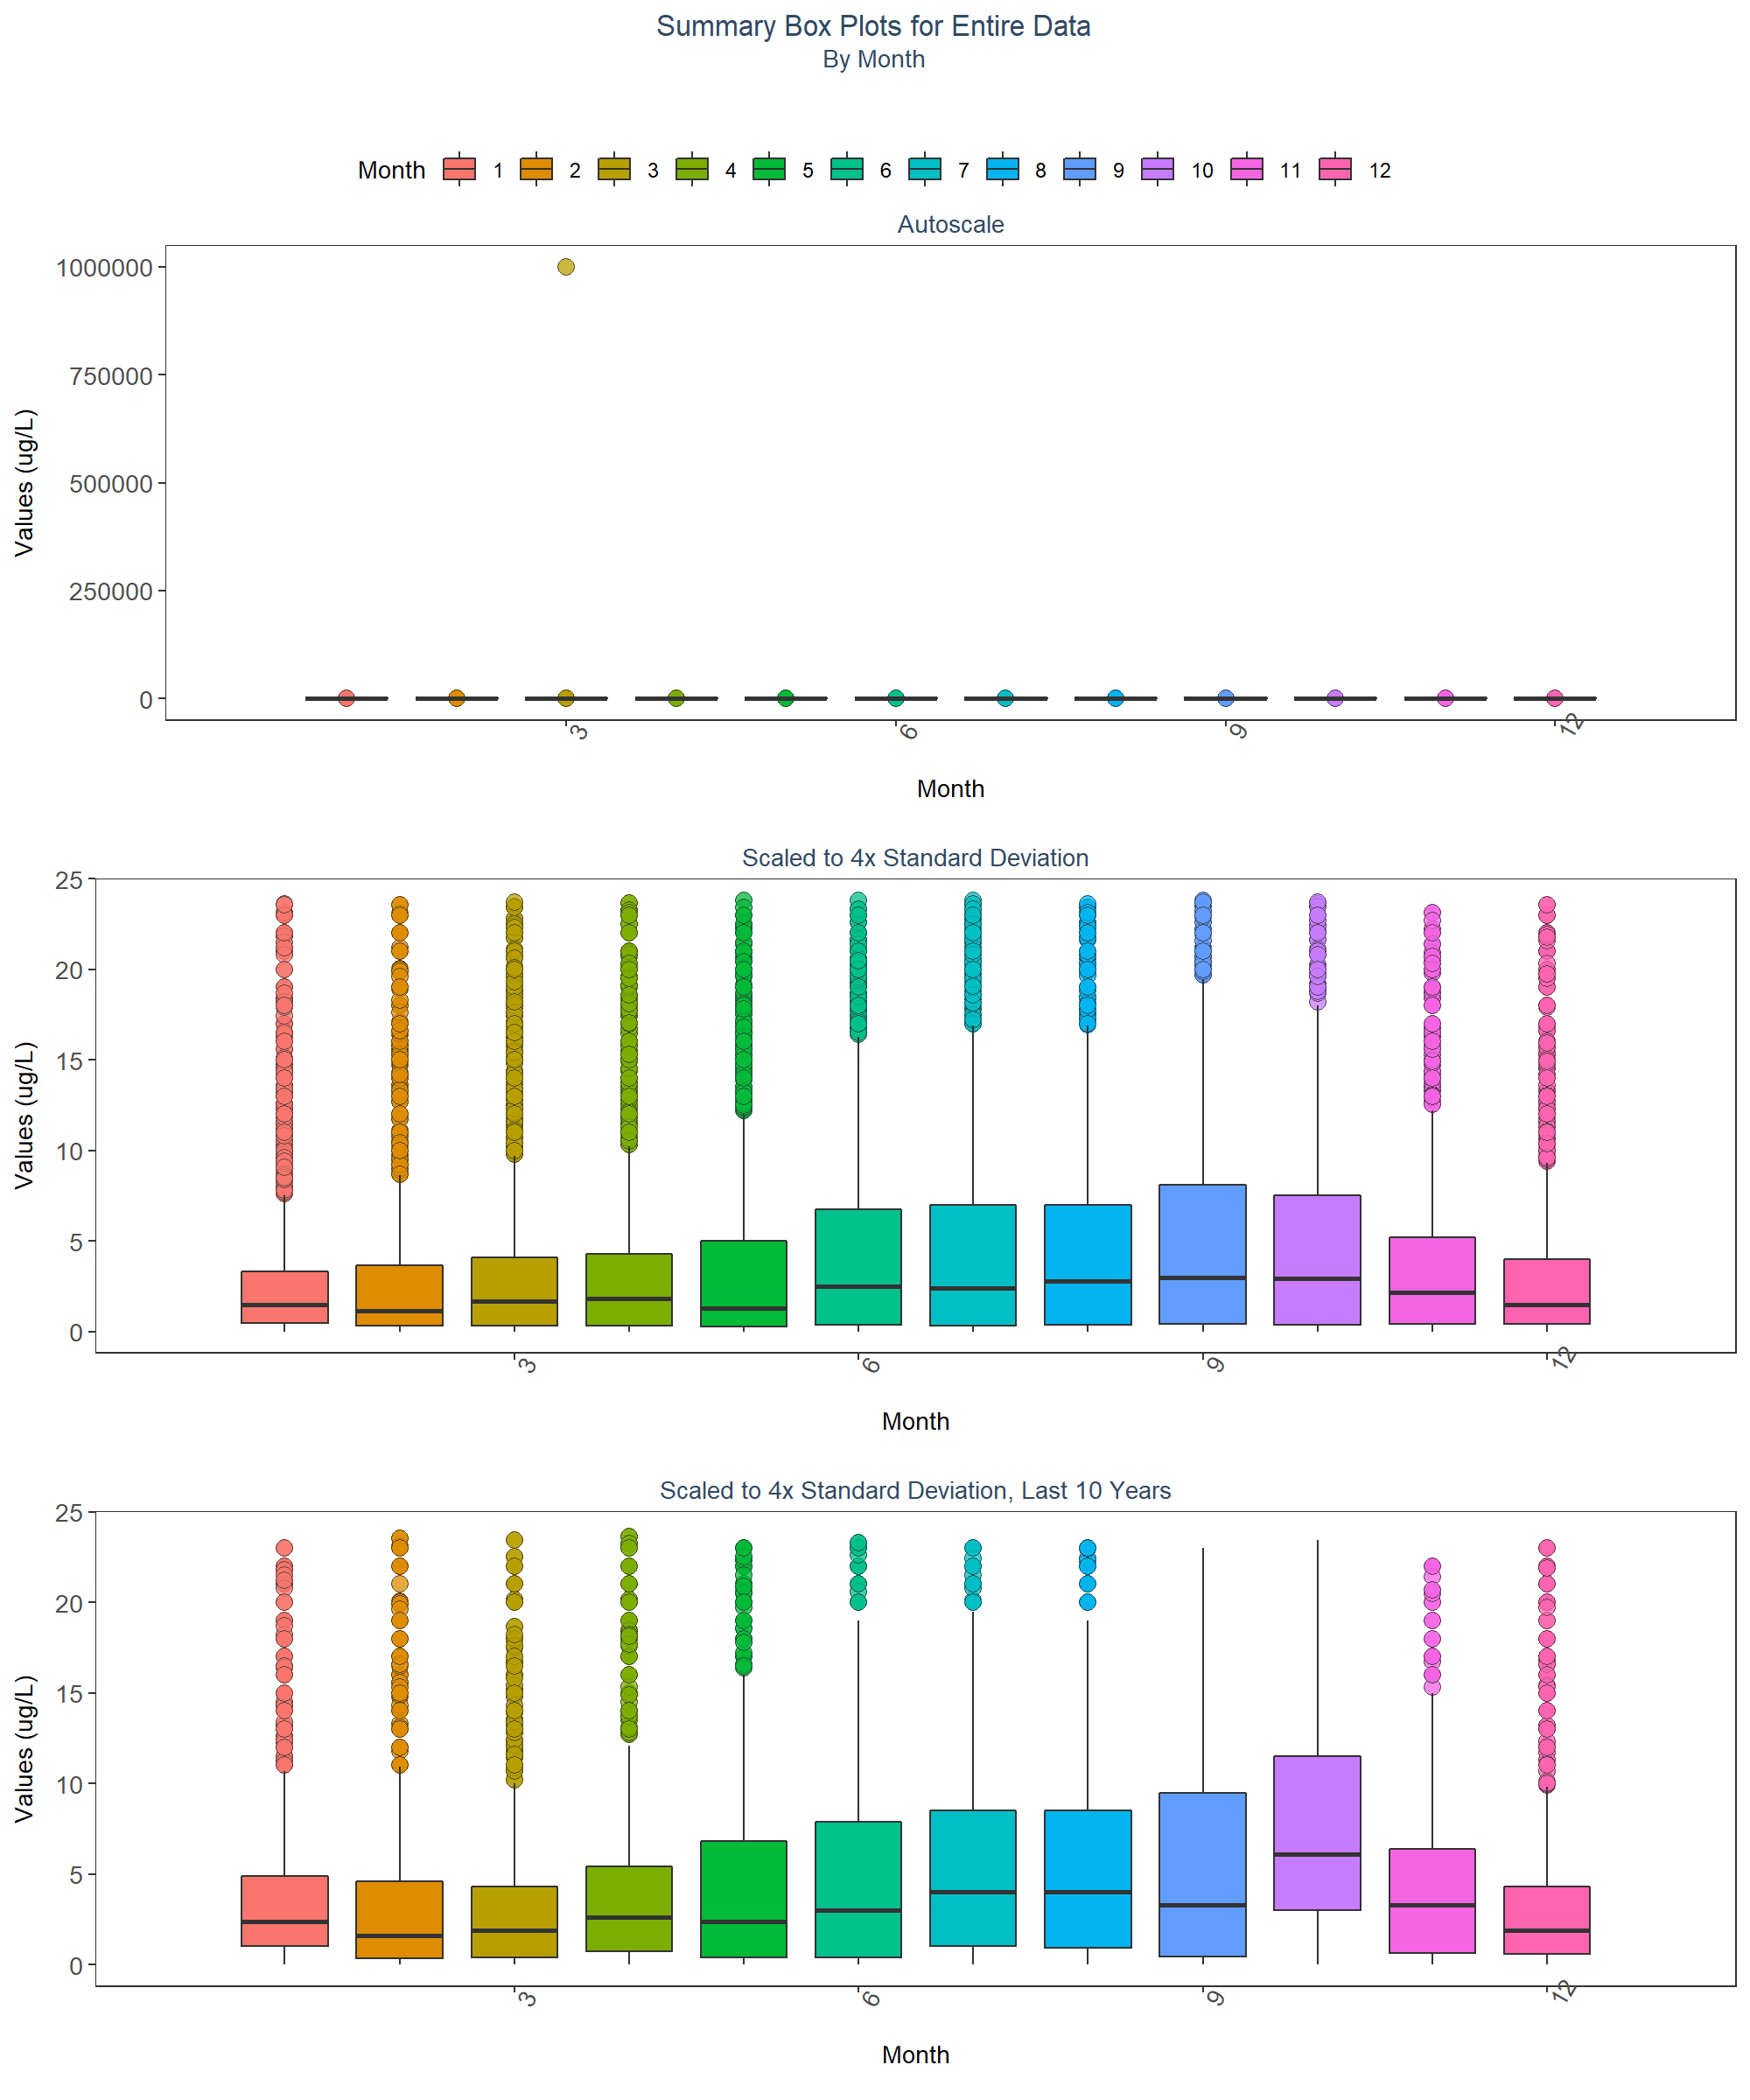 Summary Box Plots for Entire Data
By Month
Month 1 2 3 4 5 6 7 8 9 10 11 12
Autoscale
1000000
750000
500000
250000
0
Values (ug/L)
3 6 9 12
Month
Scaled to 4x Standard Deviation
25
20
15
10
5
0
Values (ug/L)
3 6 9 12
Month
Scaled to 4x Standard Deviation, Last 10 Years
25
20
15
10
5
0
Values (ug/L)
3 6 9 12
Month